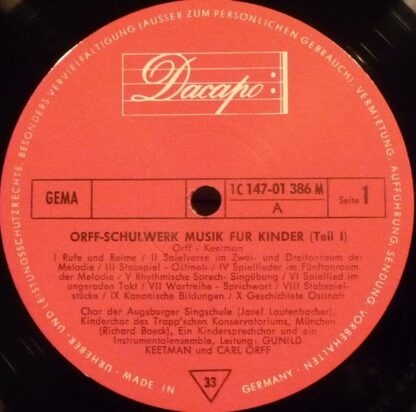 Dacapo
GEMA
1C 147-01 386 M
A
Seite 1
ORFF-SCHULWERK MUSIK FÜR KINDER (Teil I)
Orff - Keetman
I Rufe und Reime / II Spielverse im Zwei- und Dreitonraum der
Melodie / III Stabspiel - Ostinati / IV Spiellieder im Fünftonraum
der Melodie / V Rhythmische Sprech- Singübung / VI Spiellied im
ungeraden Takt / VII Wortreihe - Sprichwort / VIII Stabspiel-
stücke / IX Kanonische Bildungen / X Geschichtete Ostinati
Chor der Augsburger Singschule (Josef Lautenbacher),
Kinderchor des Trapp'schen Konservatoriums, München
(Richard Boeck), Ein Kindersprechchor und ein
Instrumentalensemble, Leitung: GUNILD
KEETMAN und CARL ORFF
33
URHEBER- UND LEISTUNGSSCHUTZRECHTE, BESONDERS VERVIELFÄLTIGUNG (AUSSER ZUM PERSÖNLICHEN GEBRAUCH), VERMIETUNG, AUFFÜHRUNG, SENDUNG, VORBEHALTEN
MADE IN GERMANY